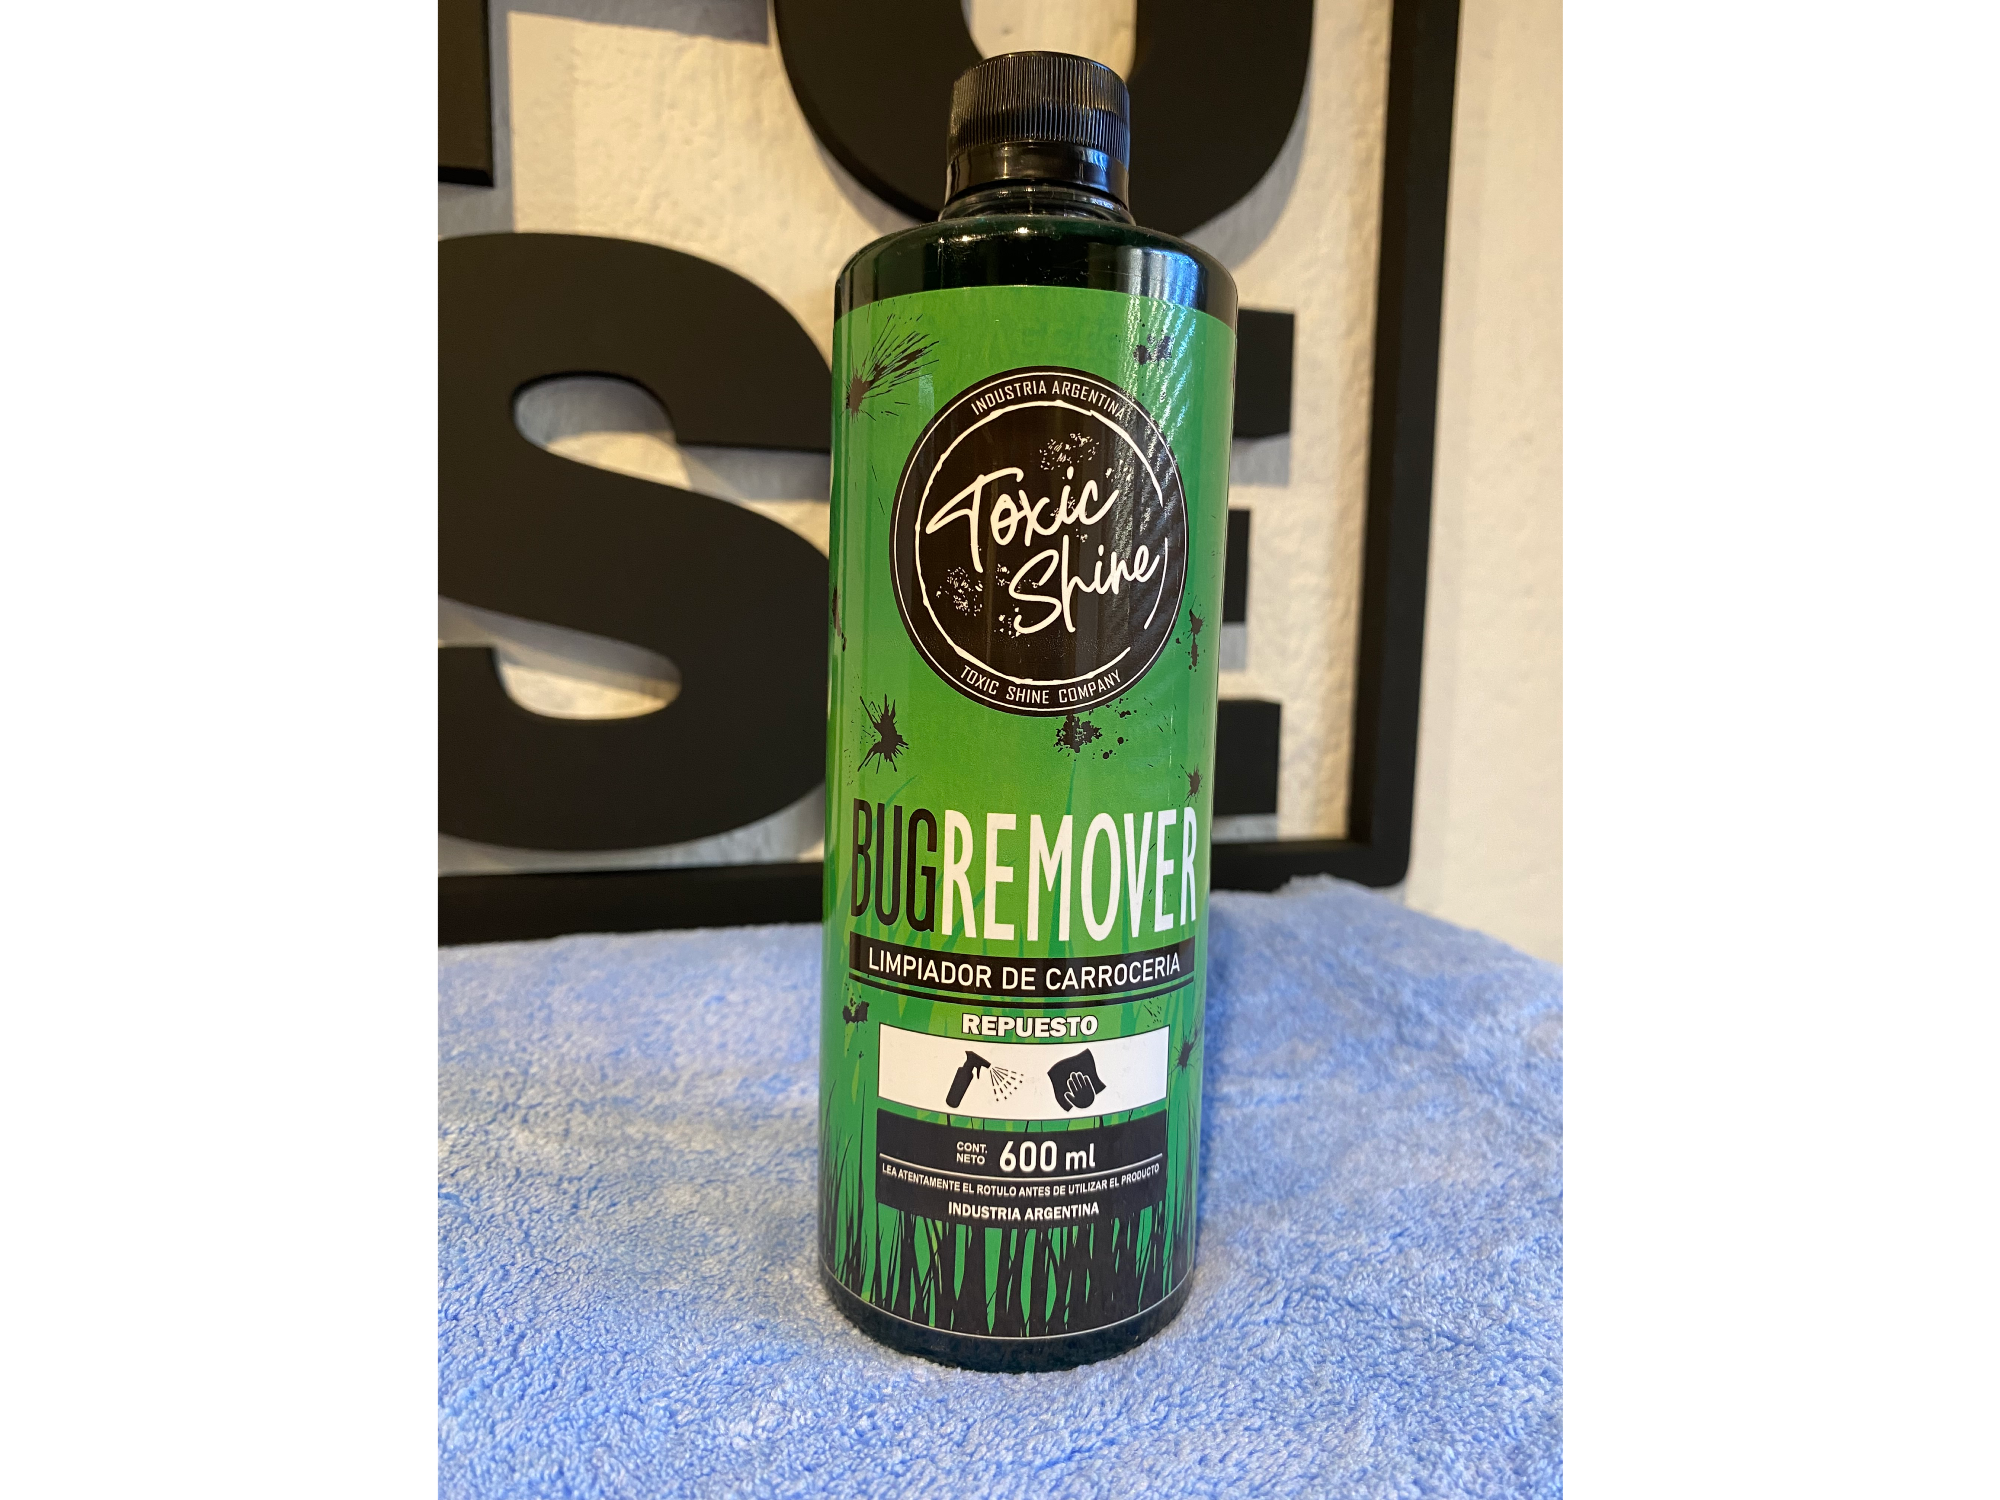 INDUSTRIA ARGENTINA
Toxic
Shine
TOXIC SHINE COMPANY
BUGREMOVER
LIMPIADOR DE CARROCERIA
REPUESTO
CONT.
NETO
600 ml
LEA ATENTAMENTE EL ROTULO ANTES DE UTILIZAR EL PRODUCTO
INDUSTRIA ARGENTINA